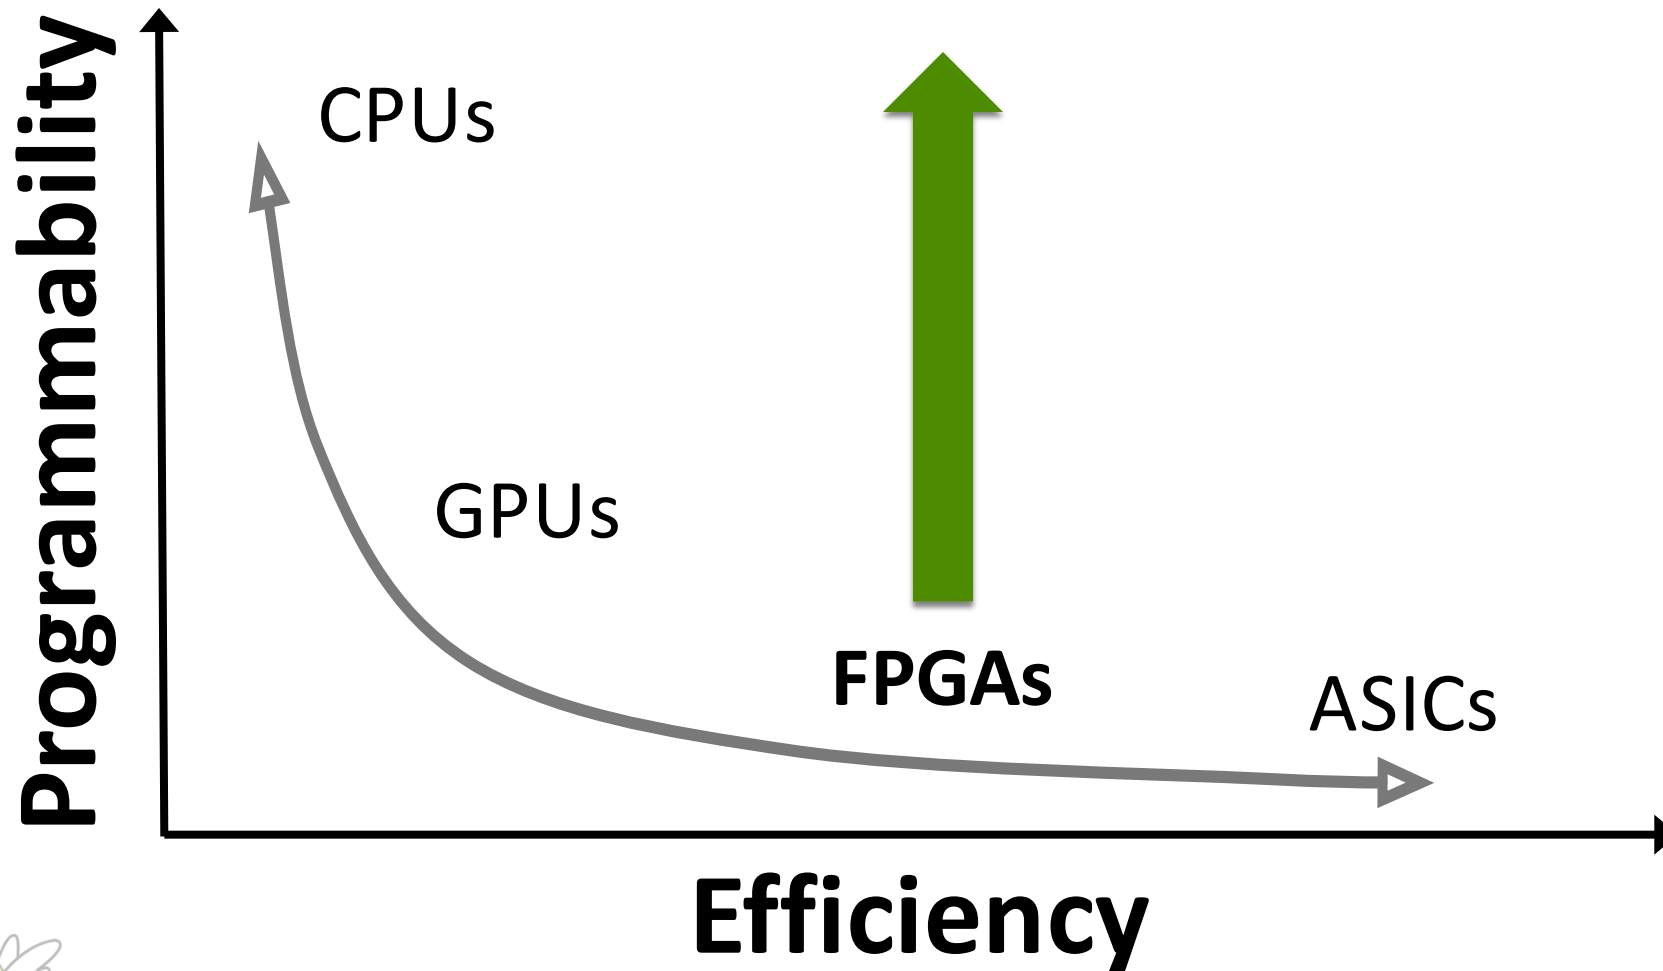 Programmability
CPUs
GPUs
FPGAs
ASICs
Efficiency